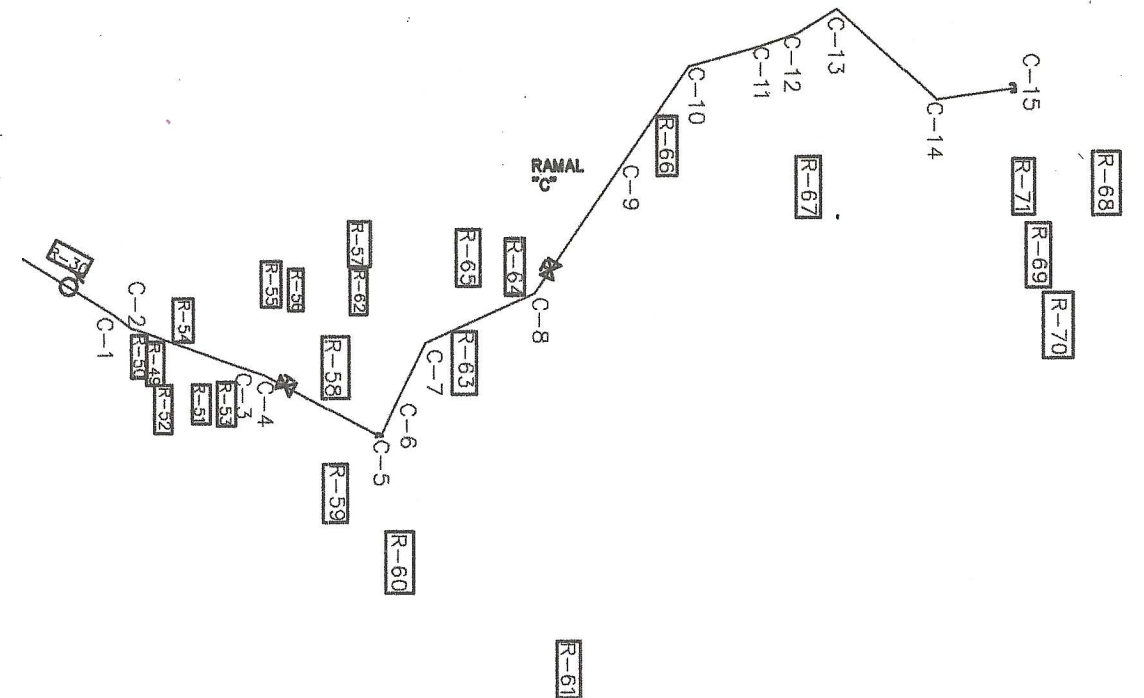 C-15
C-13
C-12
C-11
C-10
C-14
R-66
R-68
R-71
R-67
RAMAL
"C"
C-9
R-57
R-65
R-64
R-69
R-30
R-55
R-56
R-62
R-70
C-2
C-1
R-54
C-8
R-50
R-49
R-58
C-7
R-63
R-52
R-51
R-53
C-3
C-4
C-6
C-5
R-59
R-60
R-61